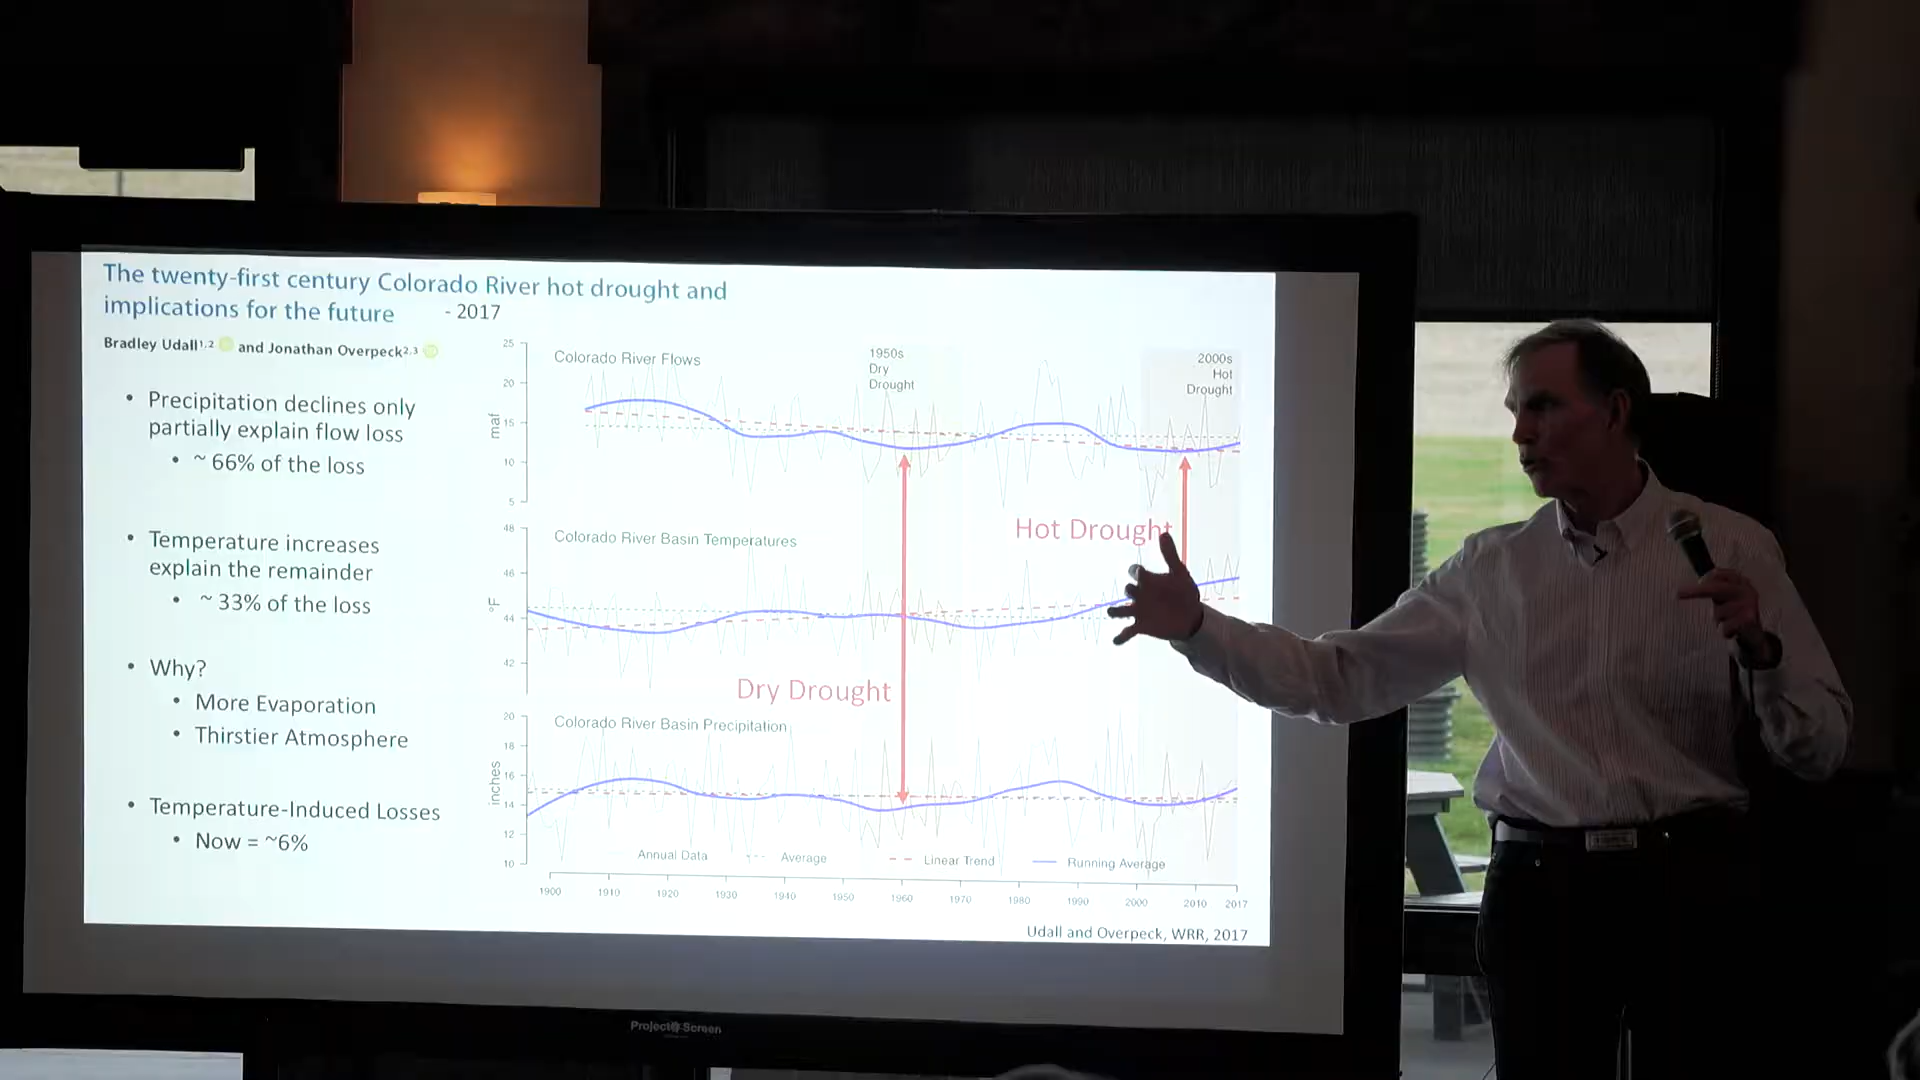 The twenty-first century Colorado River hot drought and
implications for the future - 2017
Bradley Udall1,2 and Jonathan Overpeck2,3
• Precipitation declines only
partially explain flow loss
• ~ 66% of the loss
• Temperature increases
explain the remainder
• ~ 33% of the loss
• Why?
• More Evaporation
• Thirstier Atmosphere
• Temperature-Induced Losses
• Now = ~6%
Colorado River Flows
1950s
Dry
Drought
2000s
Hot
Drought
25
20
15
10
5
maf
Hot Drought
Colorado River Basin Temperatures
48
46
44
42
°F
Dry Drought
Colorado River Basin Precipitation
20
18
16
14
12
10
inches
Annual Data Average Linear Trend Running Average
1900 1910 1920 1930 1940 1950 1960 1970 1980 1990 2000 2010 2017
Udall and Overpeck, WRR, 2017
Project Screen